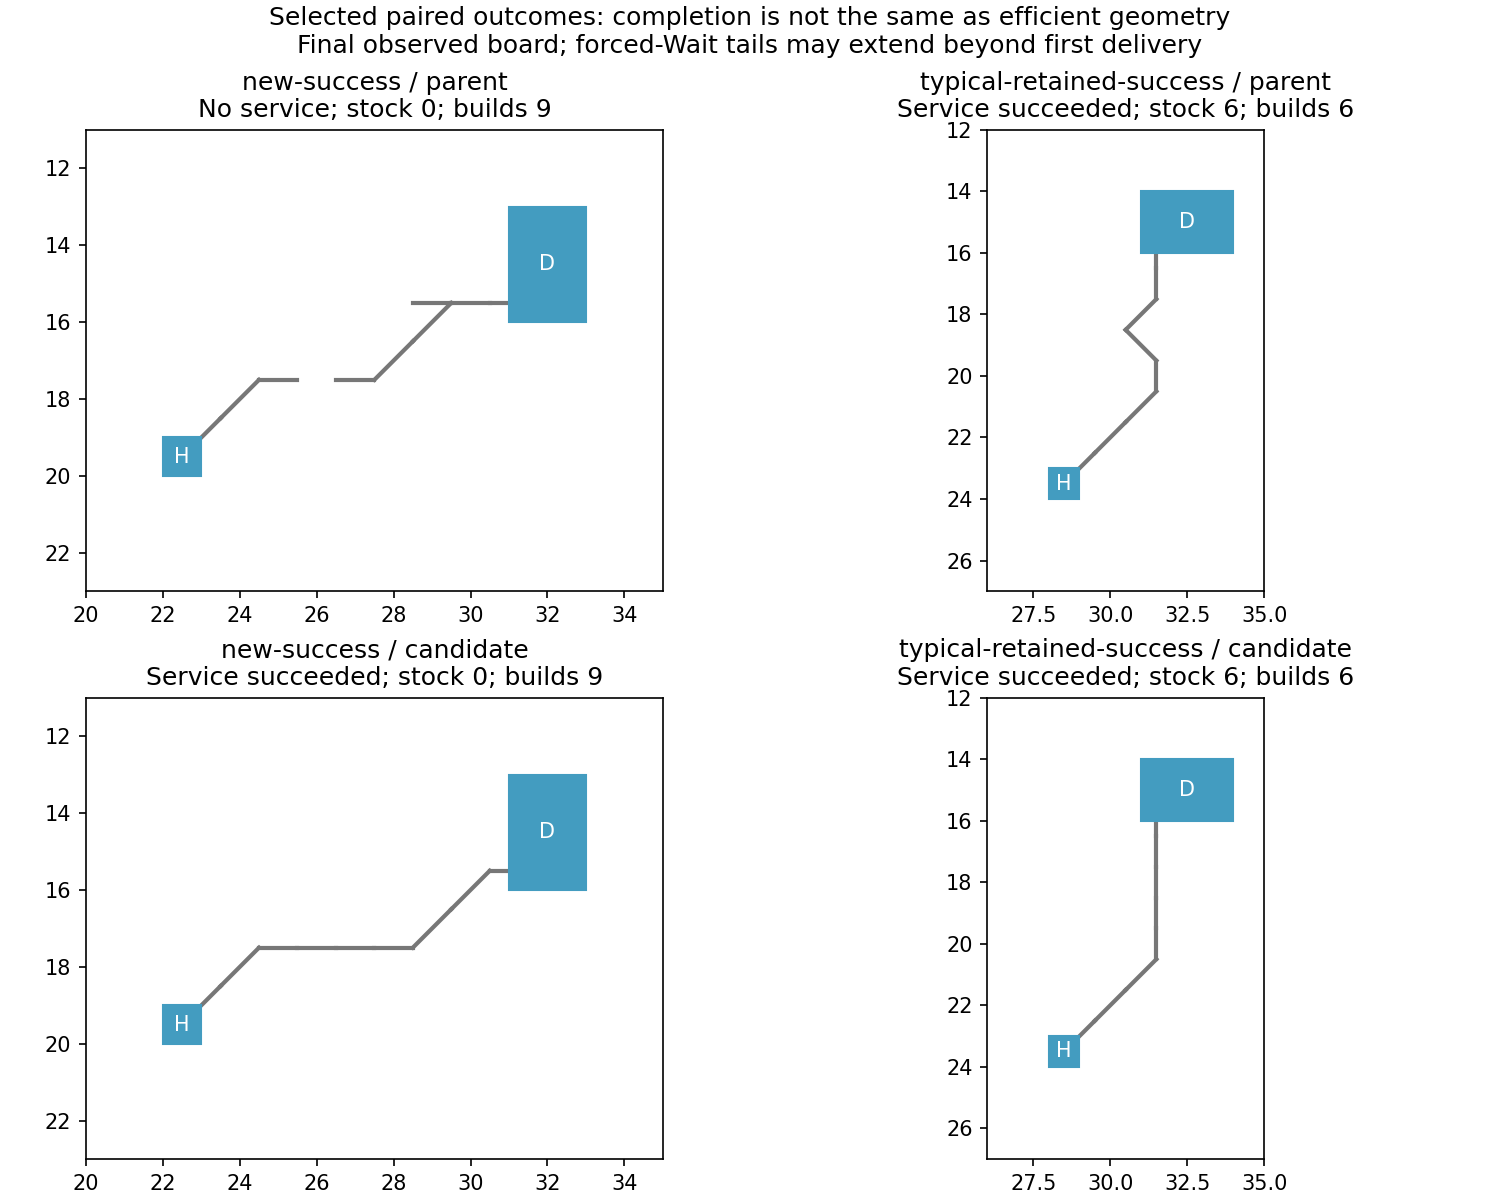 Selected paired outcomes: completion is not the same as efficient geometry
Final observed board; forced-Wait tails may extend beyond first delivery
new-success / parent
No service; stock 0; builds 9
12
14
16
18
20
22
D
H
20 22 24 26 28 30 32 34
typical-retained-success / parent
Service succeeded; stock 6; builds 6
12
14
16
18
20
22
24
26
D
H
27.5 30.0 32.5 35.0
new-success / candidate
Service succeeded; stock 0; builds 9
12
14
16
18
20
22
D
H
20 22 24 26 28 30 32 34
typical-retained-success / candidate
Service succeeded; stock 6; builds 6
12
14
16
18
20
22
24
26
D
H
27.5 30.0 32.5 35.0